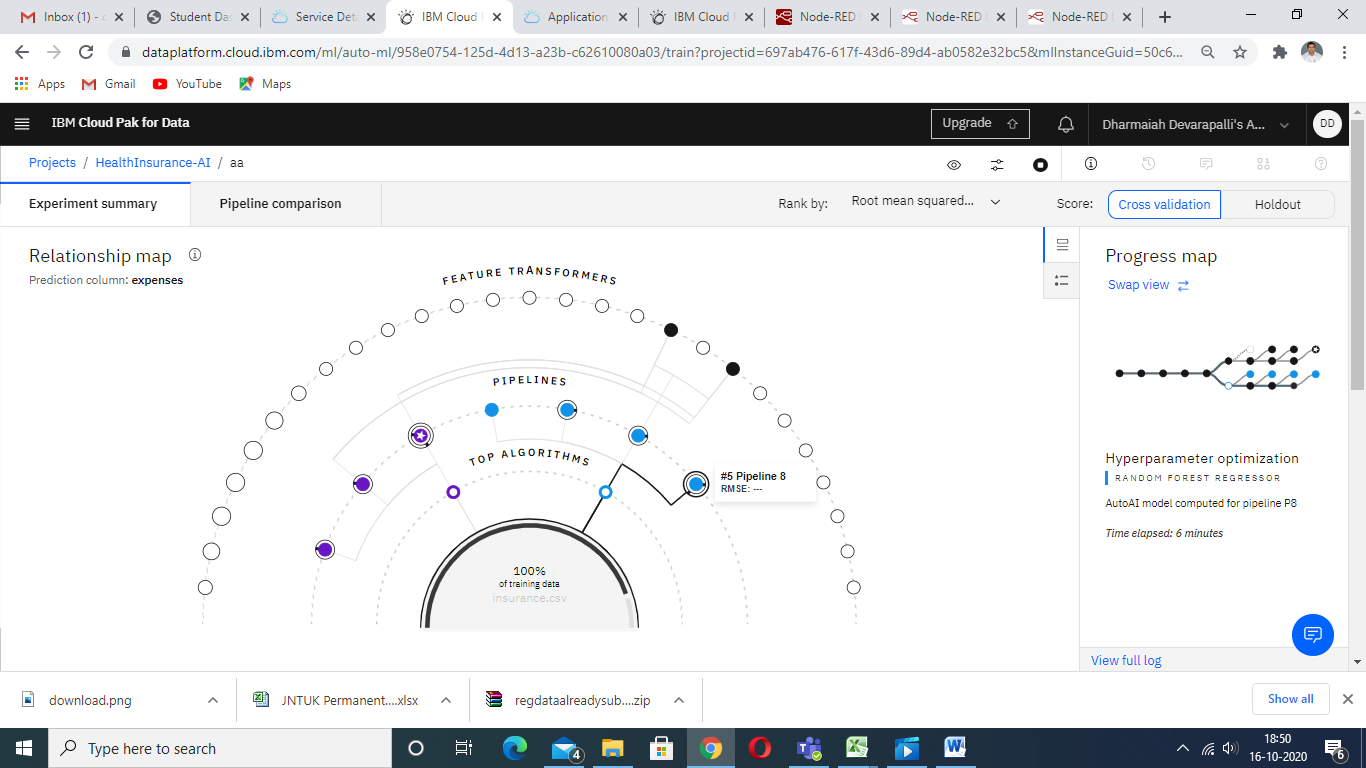 Inbox (1) - c
Student Das
Service Deta
IBM Cloud P
Application
IBM Cloud P
Node-RED S
Node-RED I
Node-RED I
dataplatform.cloud.ibm.com/ml/auto-ml/958e0754-125d-4d13-a23b-c62610080a03/train?projectid=697ab476-617f-43d6-89d4-ab0582e32bc5&mlInstanceGuid=50c6...
Apps
Gmail
YouTube
Maps
IBM Cloud Pak for Data
Upgrade
Dharmaiah Devarapalli's A...
DD
Projects / HealthInsurance-AI / aa
Experiment summary
Pipeline comparison
Rank by:
Root mean squared...
Score:
Cross validation
Holdout
Relationship map
Prediction column: expenses
FEATURE TRANSFORMERS
PIPELINES
TOP ALGORITHMS
#5 Pipeline 8
RMSE: ---
100%
of training data
insurance.csv
Progress map
Swap view
Hyperparameter optimization
RANDOM FOREST REGRESSOR
AutoAI model computed for pipeline P8
Time elapsed: 6 minutes
View full log
download.png
JNTUK Permanent....xlsx
regdataalreadysub....zip
Show all
Type here to search
4
18:50
16-10-2020
6